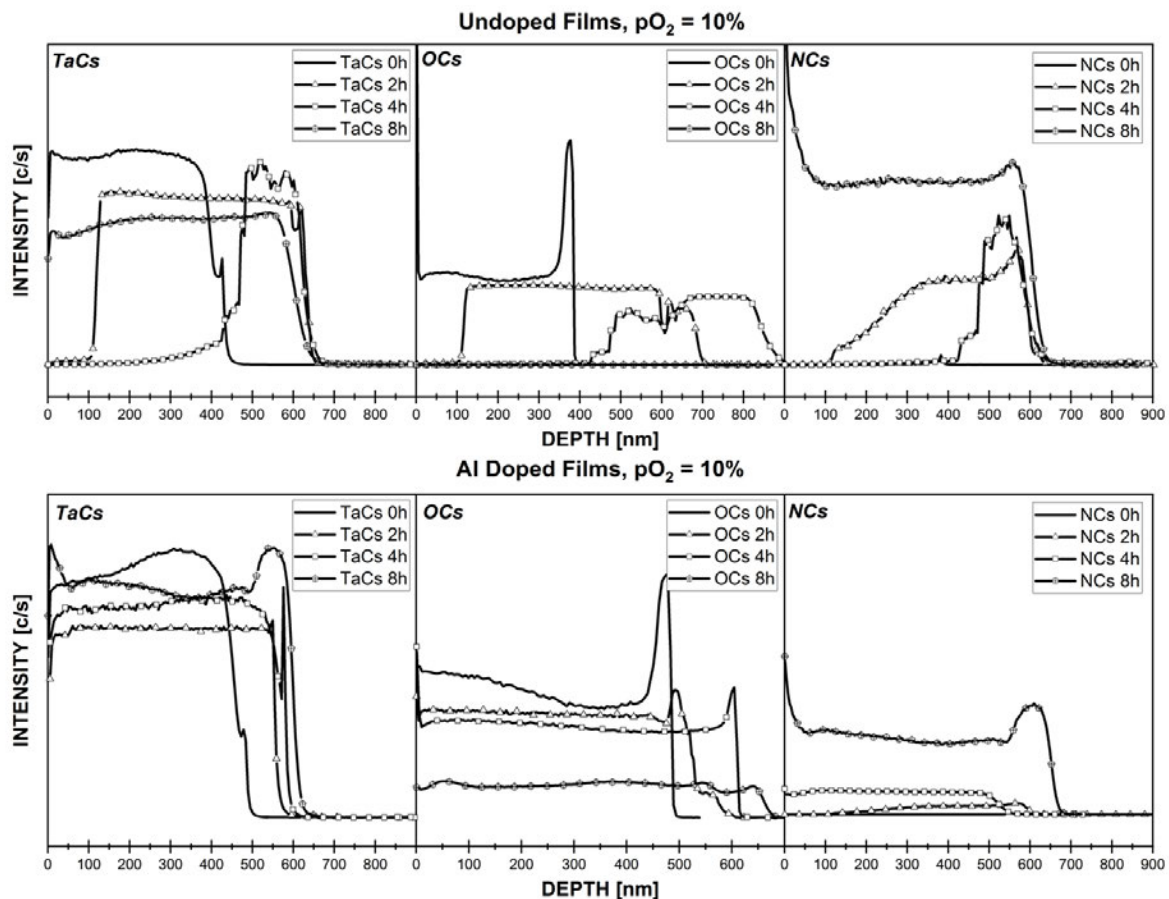 Undoped Films, pO₂ = 10%
TaCs
TaCs 0h
TaCs 2h
TaCs 4h
TaCs 8h
OCs
OCs 0h
OCs 2h
OCs 4h
OCs 8h
NCs
NCs 0h
NCs 2h
NCs 4h
NCs 8h
INTENSITY [c/s]
0 100 200 300 400 500 600 700 800
0 100 200 300 400 500 600 700 800
0 100 200 300 400 500 600 700 800 900
DEPTH [nm]
Al Doped Films, pO₂ = 10%
TaCs
TaCs 0h
TaCs 2h
TaCs 4h
TaCs 8h
OCs
OCs 0h
OCs 2h
OCs 4h
OCs 8h
NCs
NCs 0h
NCs 2h
NCs 4h
NCs 8h
INTENSITY [c/s]
0 100 200 300 400 500 600 700 800
0 100 200 300 400 500 600
0 100 200 300 400 500 600 700 800 900
DEPTH [nm]